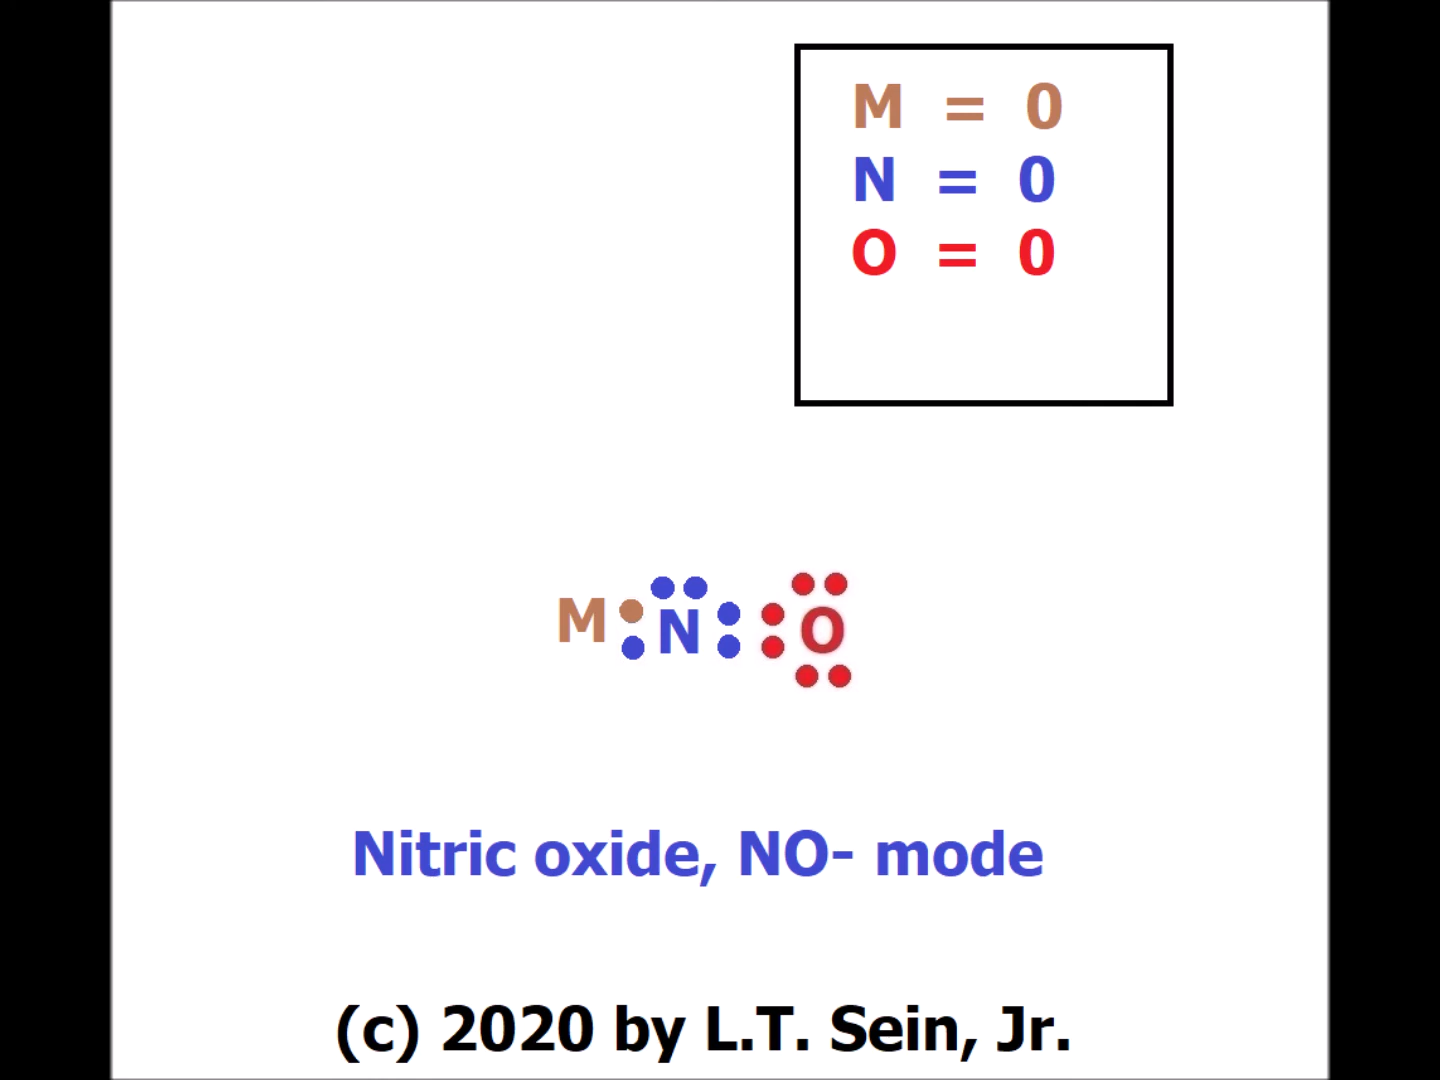 M = 0
N = 0
O = 0
M N O
Nitric oxide, NO- mode
(c) 2020 by L.T. Sein, Jr.